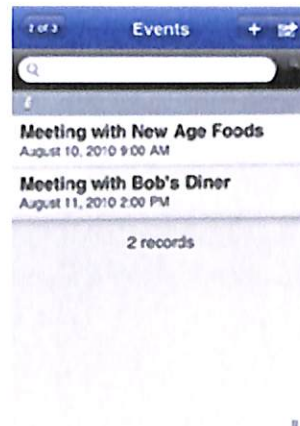 2 of 3 Events +
Meeting with New Age Foods
August 10, 2010 9:00 AM
Meeting with Bob's Diner
August 11, 2010 2:00 PM
2 records